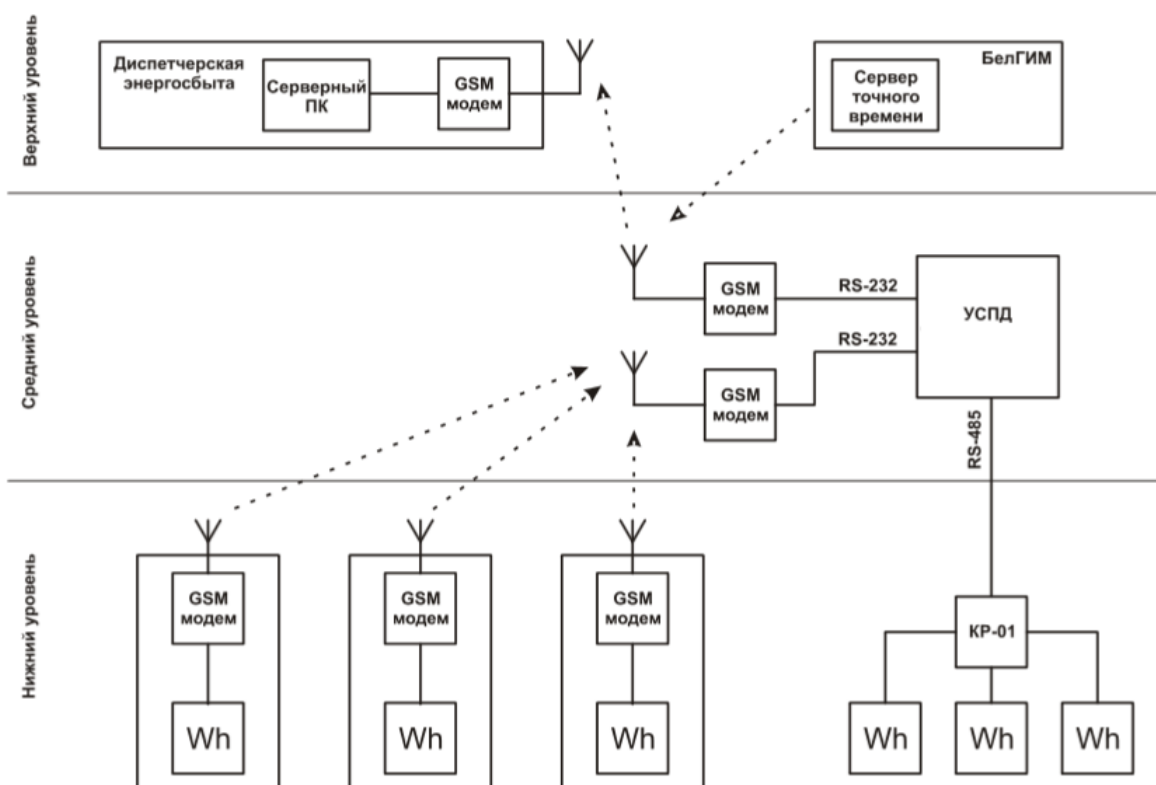 Верхний уровень
Диспетчерская
энергосбыта
Серверный
ПК
GSM
модем
БелГИМ
Сервер
точного
времени
Средний уровень
GSM
модем
RS-232
УСПД
RS-232
GSM
модем
RS-485
Нижний уровень
GSM
модем
GSM
модем
GSM
модем
КР-01
Wh
Wh
Wh
Wh
Wh
Wh